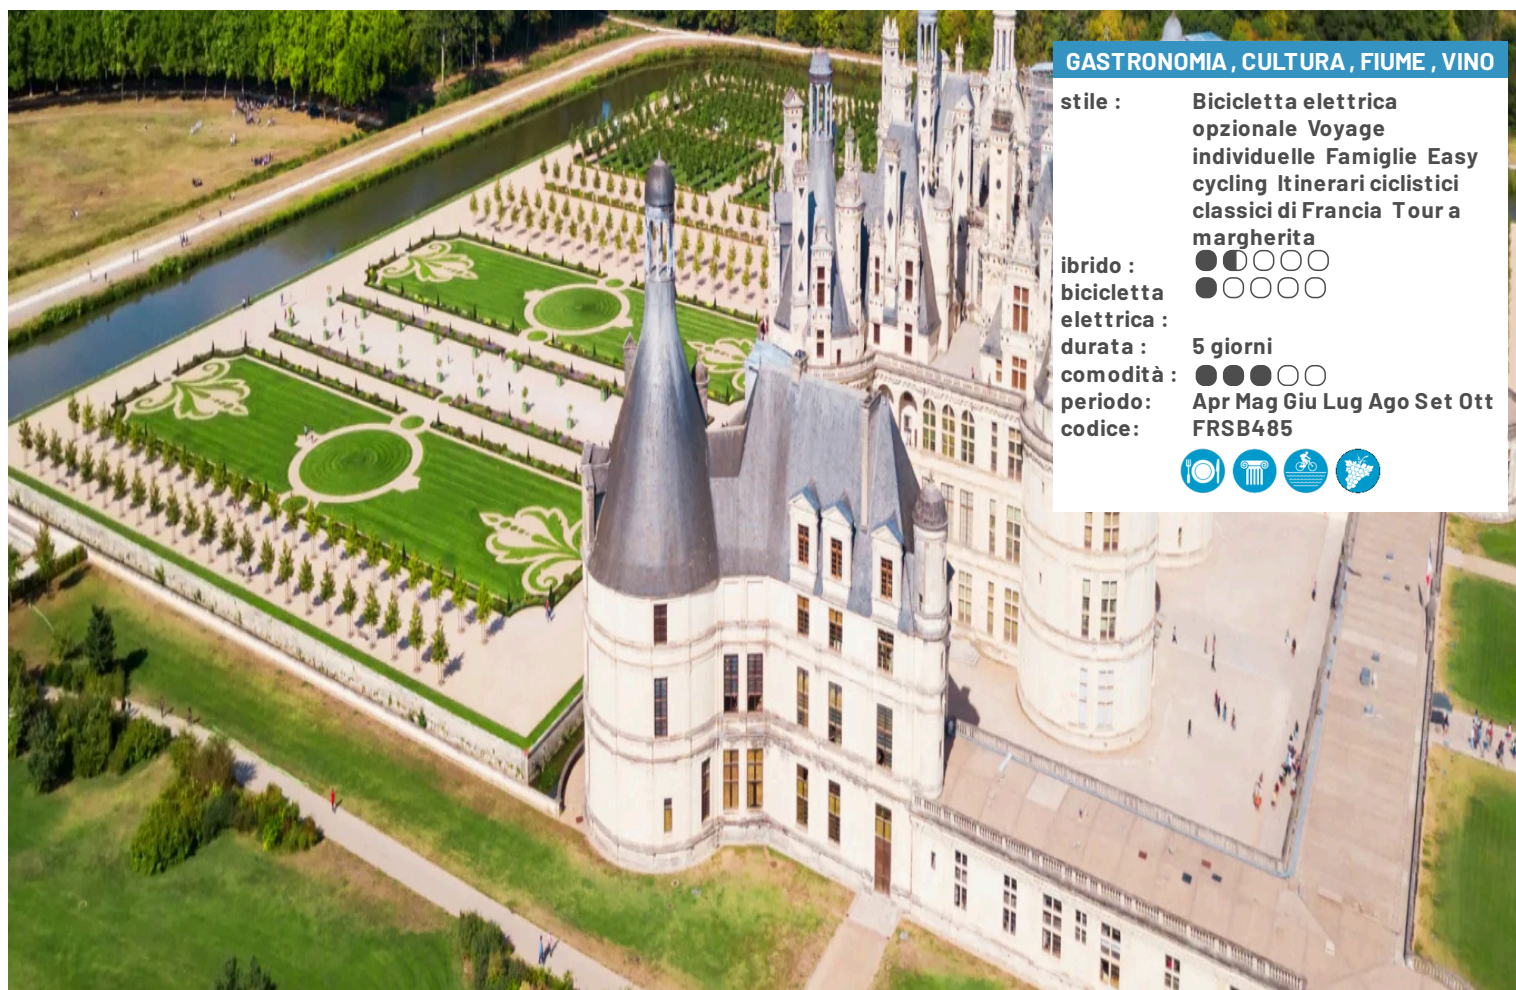 GASTRONOMIA , CULTURA , FIUME , VINO
stile : Bicicletta elettrica
opzionale Voyage
individuelle Famiglie Easy
cycling Itinerari ciclistici
classici di Francia Tour a
margherita
ibrido :
bicicletta
elettrica :
durata : 5 giorni
comodità :
periodo: Apr Mag Giu Lug Ago Set Ott
codice: FRSB485